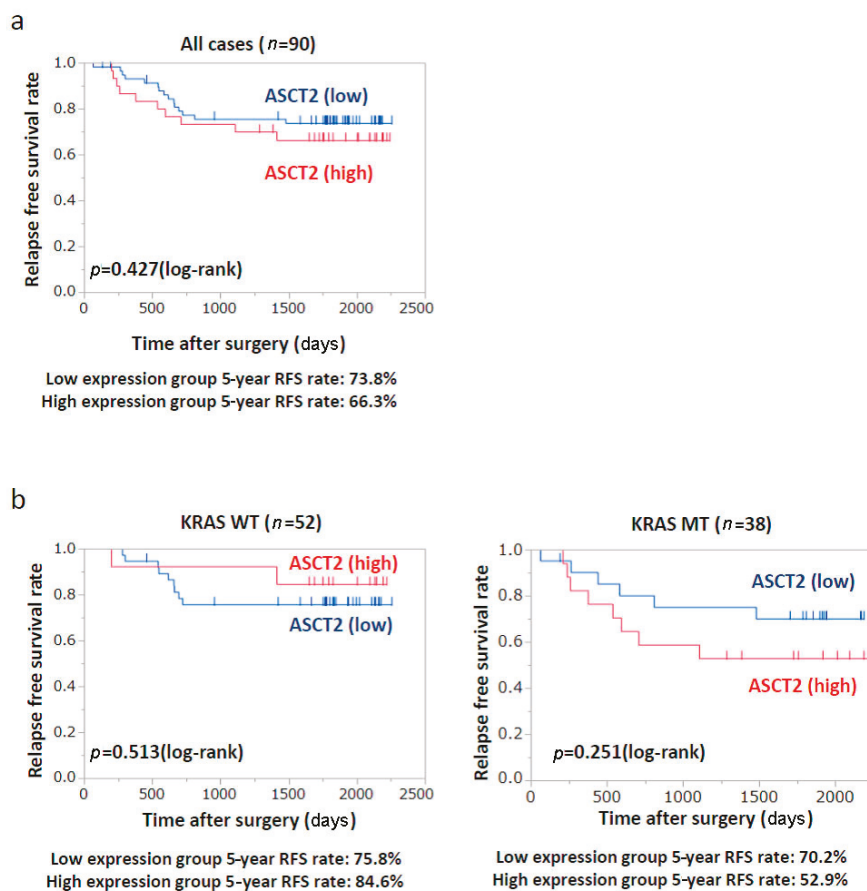 a
All cases (n=90)
Relapse free survival rate
1.0
0.8
0.6
0.4
0.2
0.0
ASCT2 (low)
ASCT2 (high)
p=0.427(log-rank)
0 500 1000 1500 2000 2500
Time after surgery (days)
Low expression group 5-year RFS rate: 73.8%
High expression group 5-year RFS rate: 66.3%
b
KRAS WT (n=52)
Relapse free survival rate
1.0
0.8
0.6
0.4
0.2
0.0
ASCT2 (high)
ASCT2 (low)
p=0.513(log-rank)
0 500 1000 1500 2000 2500
Time after surgery (days)
Low expression group 5-year RFS rate: 75.8%
High expression group 5-year RFS rate: 84.6%
KRAS MT (n=38)
Relapse free survival rate
1.0
0.8
0.6
0.4
0.2
0.0
ASCT2 (low)
ASCT2 (high)
p=0.251(log-rank)
0 500 1000 1500 2000
Time after surgery (days)
Low expression group 5-year RFS rate: 70.2%
High expression group 5-year RFS rate: 52.9%